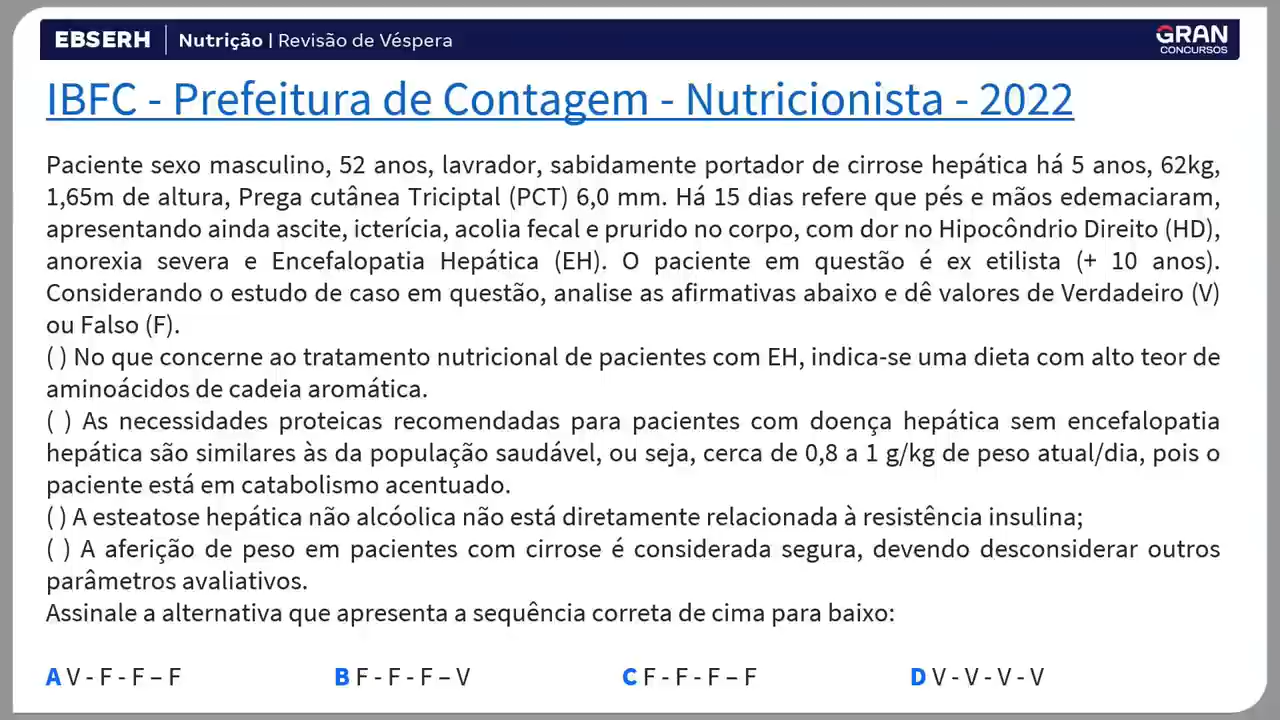 EBSERH | Nutrição | Revisão de Véspera
GRAN CONCURSOS
IBFC - Prefeitura de Contagem - Nutricionista - 2022
Paciente sexo masculino, 52 anos, lavrador, sabidamente portador de cirrose hepática há 5 anos, 62kg,
1,65m de altura, Prega cutânea Triciptal (PCT) 6,0 mm. Há 15 dias refere que pés e mãos edemaciaram,
apresentando ainda ascite, icterícia, acolia fecal e prurido no corpo, com dor no Hipocôndrio Direito (HD),
anorexia severa e Encefalopatia Hepática (EH). O paciente em questão é ex etilista (+ 10 anos).
Considerando o estudo de caso em questão, analise as afirmativas abaixo e dê valores de Verdadeiro (V)
ou Falso (F).
( ) No que concerne ao tratamento nutricional de pacientes com EH, indica-se uma dieta com alto teor de
aminoácidos de cadeia aromática.
( ) As necessidades proteicas recomendadas para pacientes com doença hepática sem encefalopatia
hepática são similares às da população saudável, ou seja, cerca de 0,8 a 1 g/kg de peso atual/dia, pois o
paciente está em catabolismo acentuado.
( ) A esteatose hepática não alcóolica não está diretamente relacionada à resistência insulina;
( ) A aferição de peso em pacientes com cirrose é considerada segura, devendo desconsiderar outros
parâmetros avaliativos.
Assinale a alternativa que apresenta a sequência correta de cima para baixo:
A V - F - F – F
B F - F - F – V
C F - F - F – F
D V - V - V - V